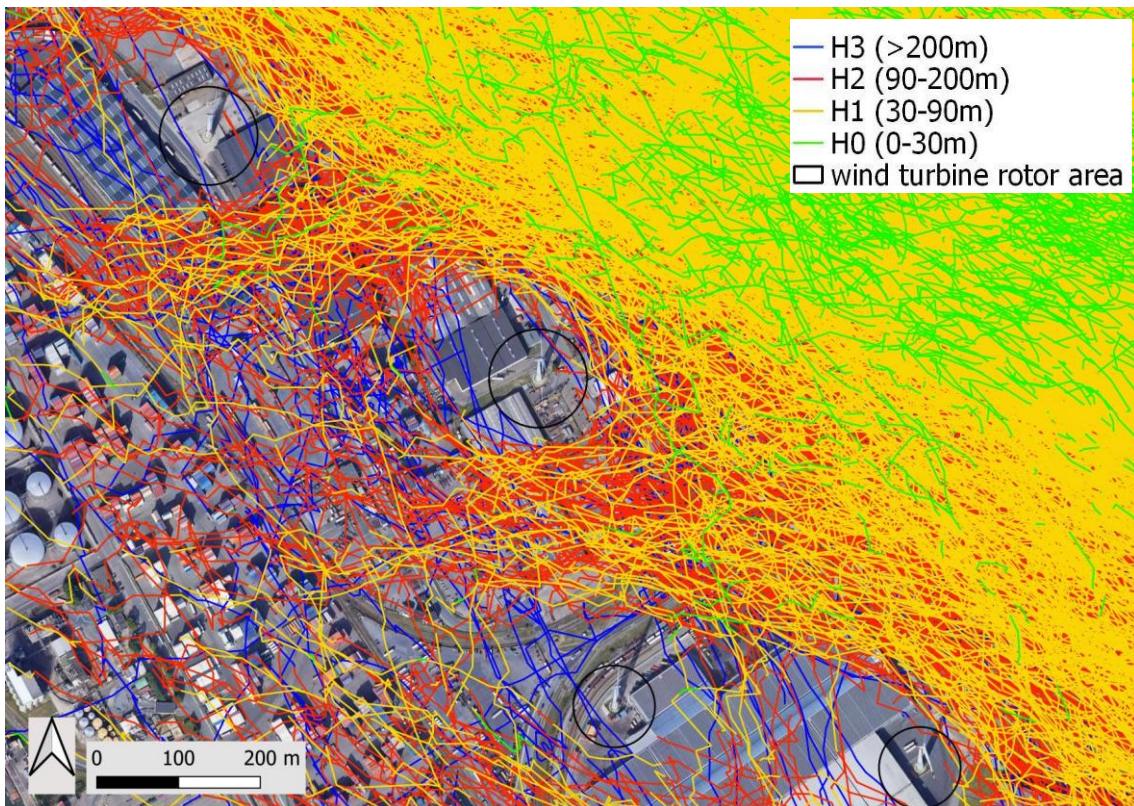 H3 (>200m)
H2 (90-200m)
H1 (30-90m)
H0 (0-30m)
wind turbine rotor area
0 100 200 m